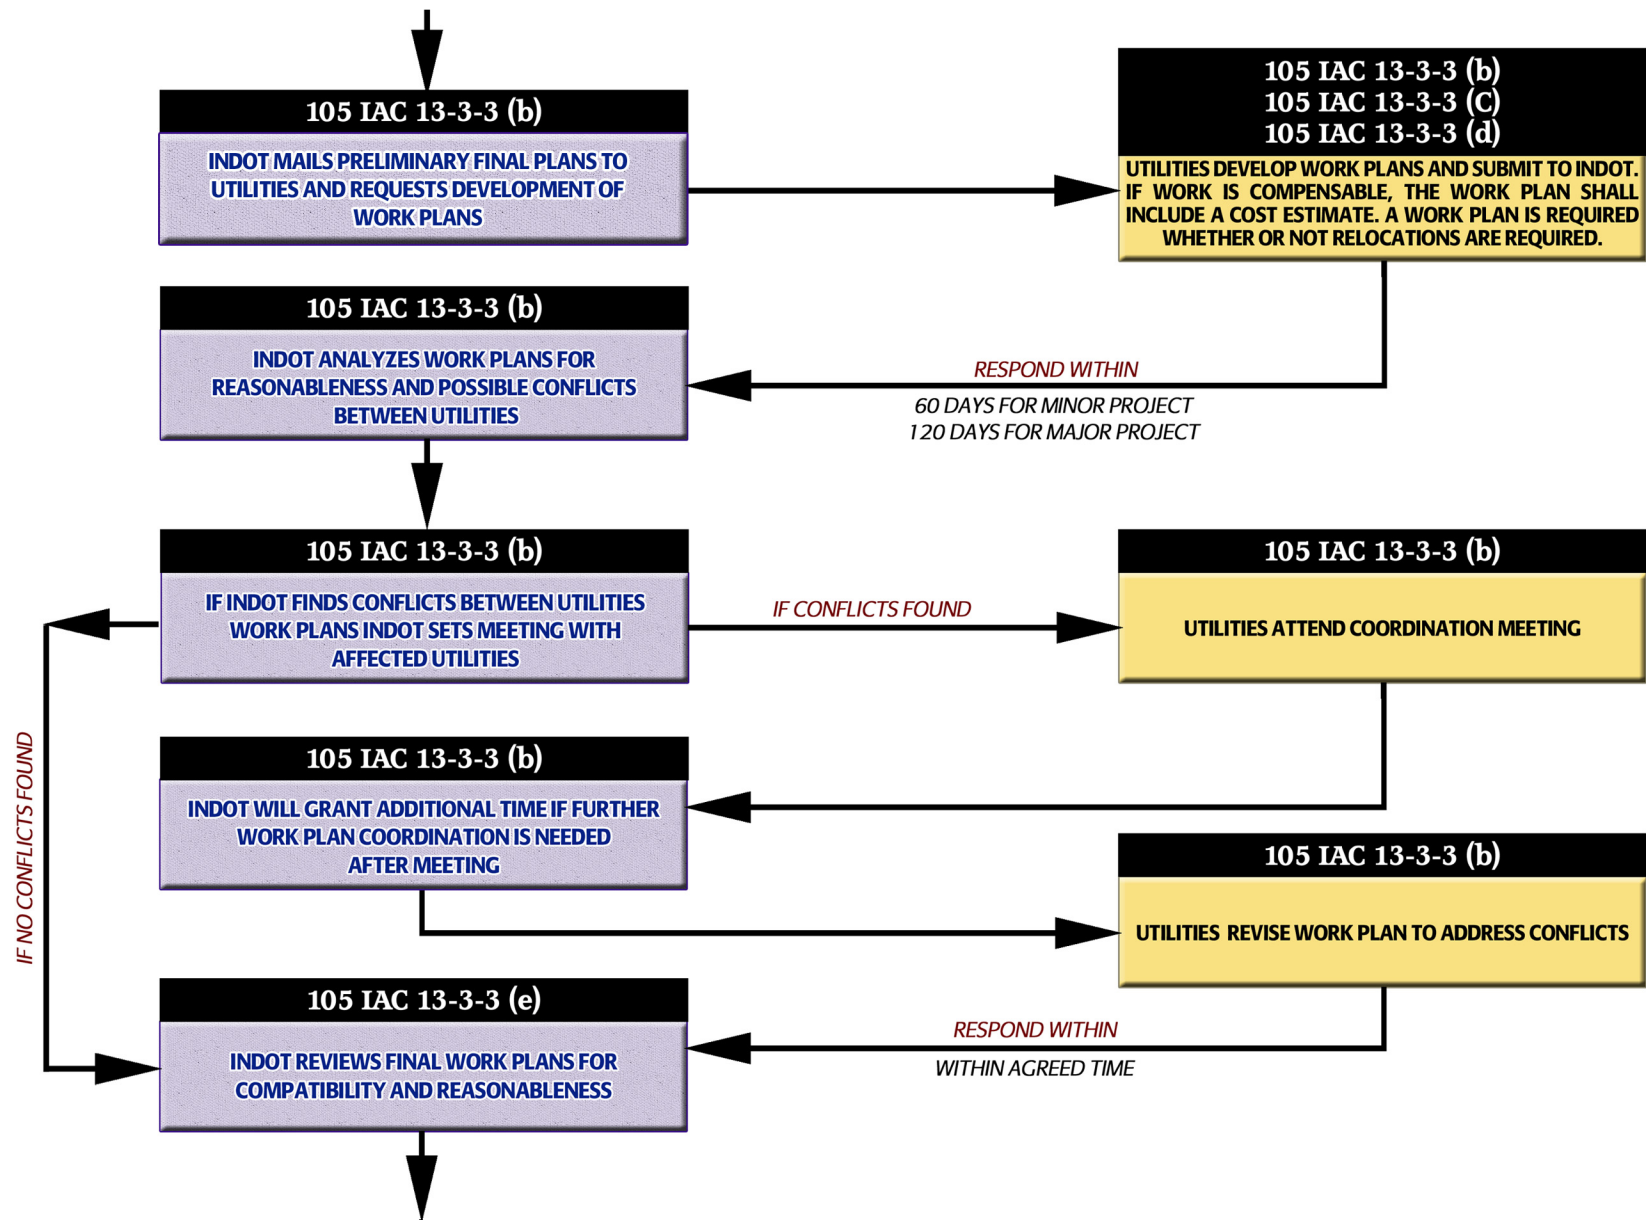 105 IAC 13-3-3 (b)
INDOT MAILS PRELIMINARY FINAL PLANS TO
UTILITIES AND REQUESTS DEVELOPMENT OF
WORK PLANS
105 IAC 13-3-3 (b)
105 IAC 13-3-3 (C)
105 IAC 13-3-3 (d)
UTILITIES DEVELOP WORK PLANS AND SUBMIT TO INDOT.
IF WORK IS COMPENSABLE, THE WORK PLAN SHALL
INCLUDE A COST ESTIMATE. A WORK PLAN IS REQUIRED
WHETHER OR NOT RELOCATIONS ARE REQUIRED.
105 IAC 13-3-3 (b)
INDOT ANALYZES WORK PLANS FOR
REASONABLENESS AND POSSIBLE CONFLICTS
BETWEEN UTILITIES
RESPOND WITHIN
60 DAYS FOR MINOR PROJECT
120 DAYS FOR MAJOR PROJECT
105 IAC 13-3-3 (b)
IF INDOT FINDS CONFLICTS BETWEEN UTILITIES
WORK PLANS INDOT SETS MEETING WITH
AFFECTED UTILITIES
IF CONFLICTS FOUND
105 IAC 13-3-3 (b)
UTILITIES ATTEND COORDINATION MEETING
IF NO CONFLICTS FOUND
105 IAC 13-3-3 (b)
INDOT WILL GRANT ADDITIONAL TIME IF FURTHER
WORK PLAN COORDINATION IS NEEDED
AFTER MEETING
105 IAC 13-3-3 (b)
UTILITIES REVISE WORK PLAN TO ADDRESS CONFLICTS
105 IAC 13-3-3 (e)
INDOT REVIEWS FINAL WORK PLANS FOR
COMPATIBILITY AND REASONABLENESS
RESPOND WITHIN
WITHIN AGREED TIME